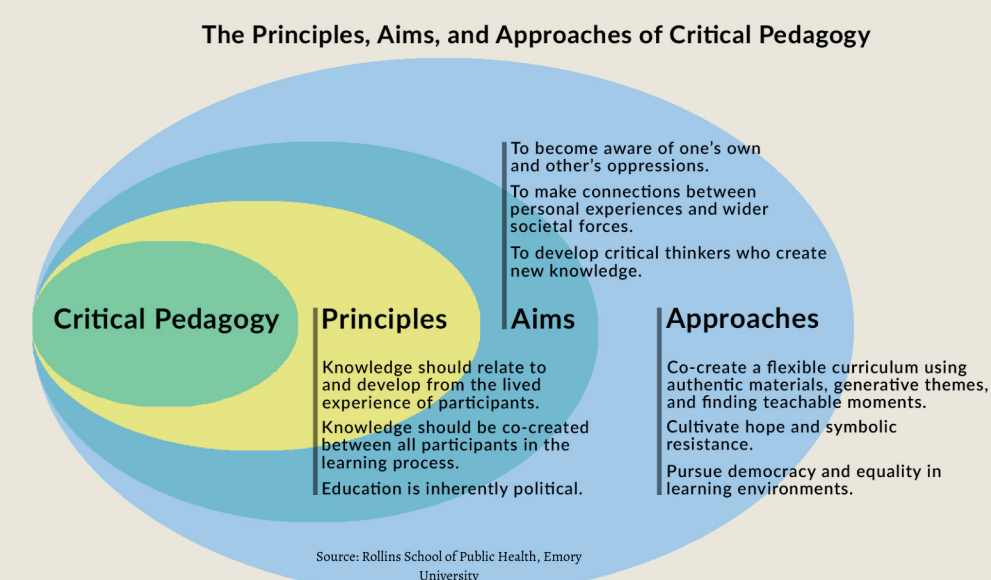 The Principles, Aims, and Approaches of Critical Pedagogy
To become aware of one's own
and other's oppressions.
To make connections between
personal experiences and wider
societal forces.
To develop critical thinkers who create
new knowledge.
Critical Pedagogy
Principles
Aims
Approaches
Knowledge should relate to
and develop from the lived
experience of participants.
Knowledge should be co-created
between all participants in the
learning process.
Education is inherently political.
Co-create a flexible curriculum using
authentic materials, generative themes,
and finding teachable moments.
Cultivate hope and symbolic
resistance.
Pursue democracy and equality in
learning environments.
Source: Rollins School of Public Health, Emory
University